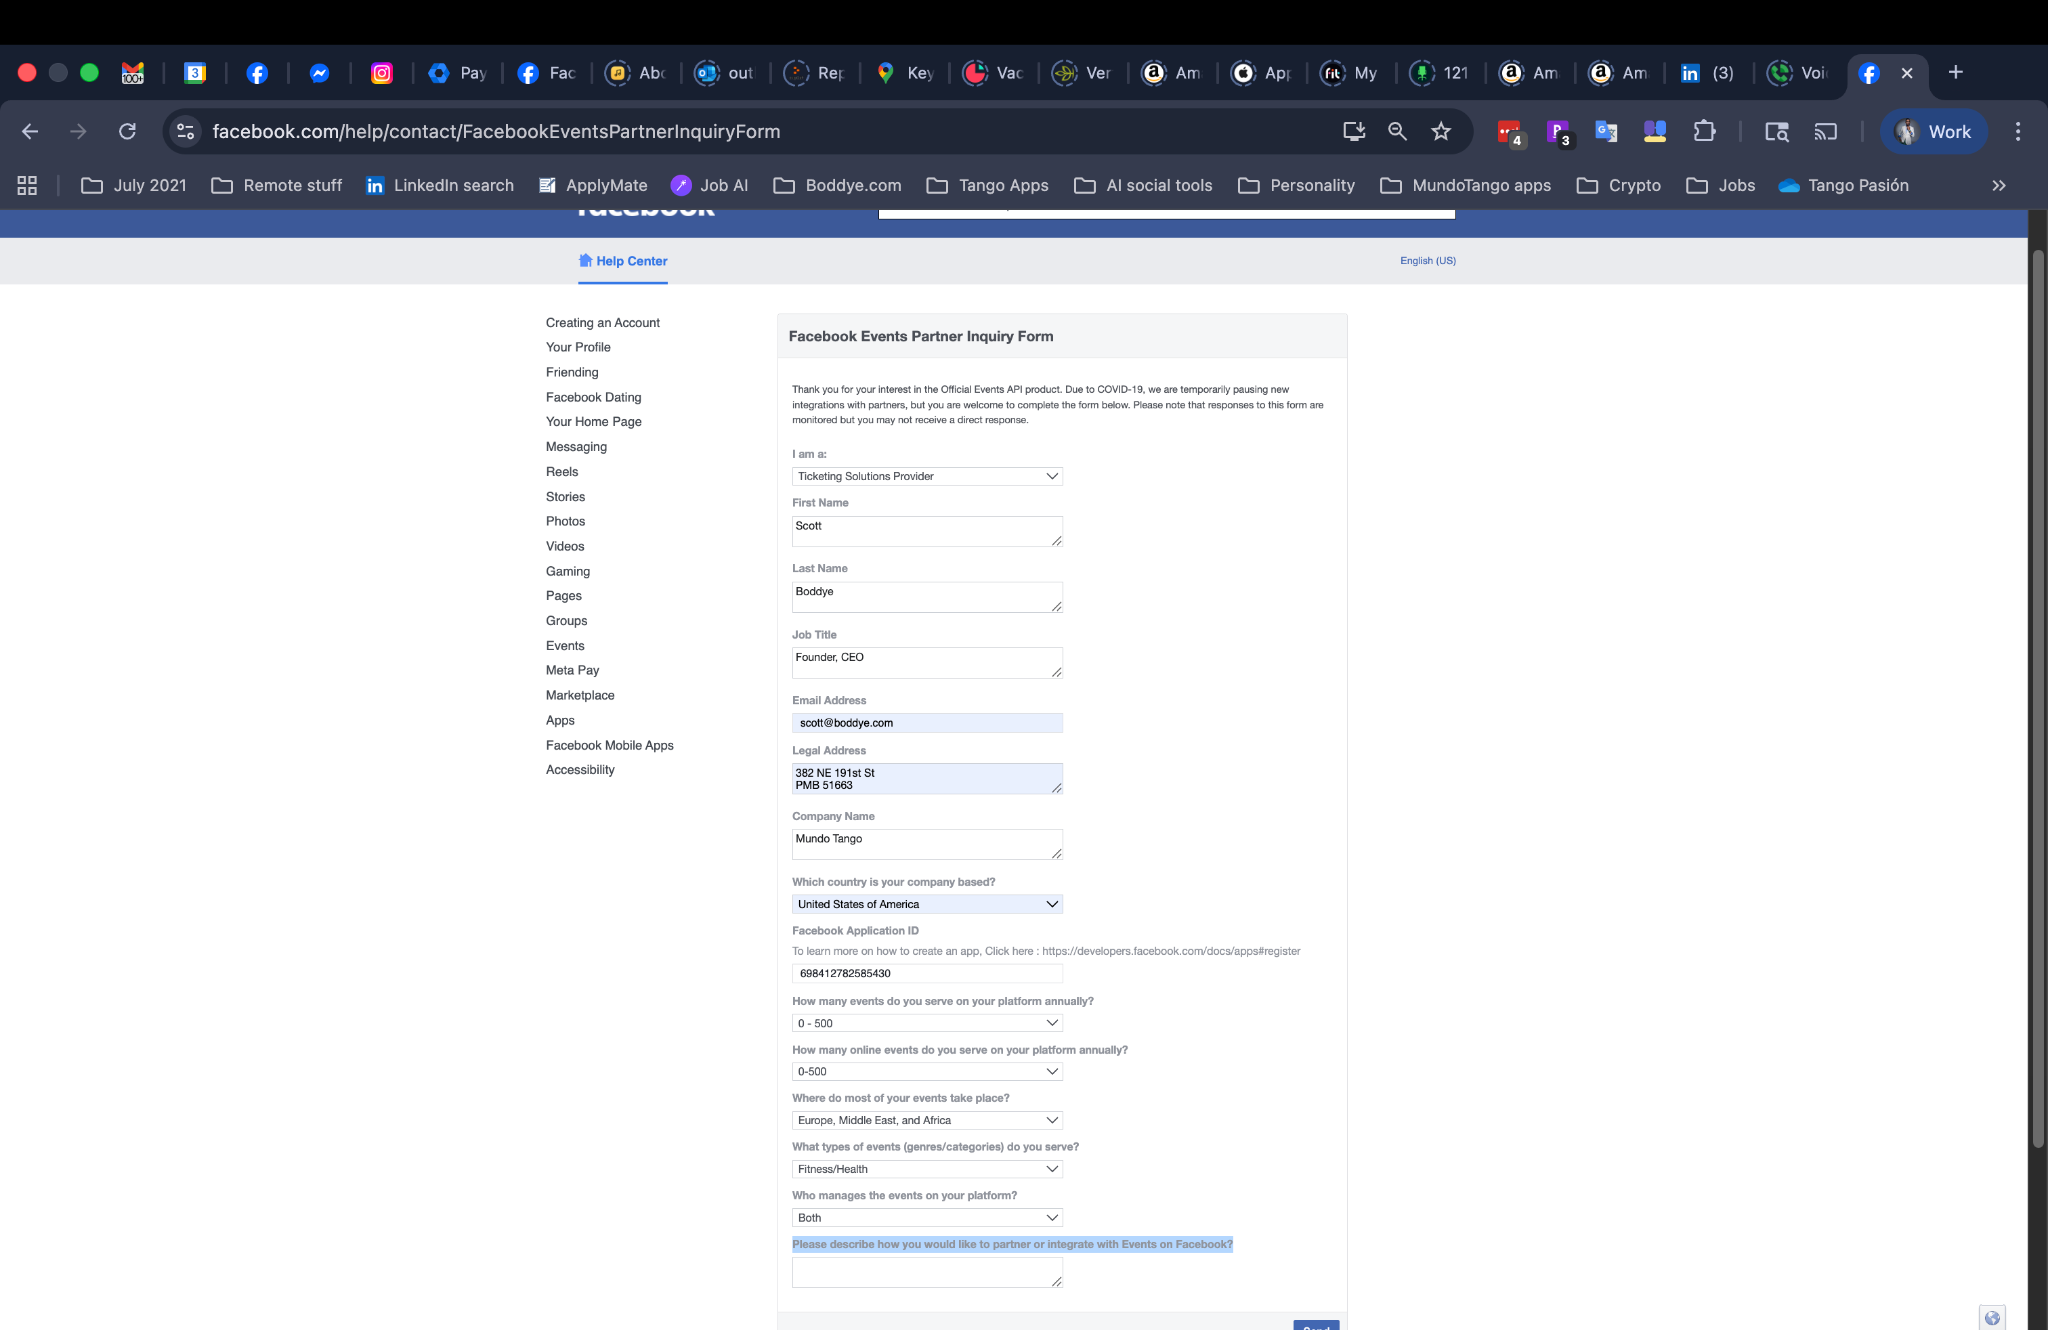 100+
3
Pay
Fac
Abc
out
Rep
Key
Vac
Ver
Am
App
fit
My
121
Am
Am
(3)
Voi
facebook.com/help/contact/FacebookEventsPartnerInquiryForm
4
3
Work
July 2021
Remote stuff
LinkedIn search
ApplyMate
Job AI
Boddye.com
Tango Apps
AI social tools
Personality
MundoTango apps
Crypto
Jobs
Tango Pasión
facebook
Help Center
English (US)
Creating an Account
Your Profile
Friending
Facebook Dating
Your Home Page
Messaging
Reels
Stories
Photos
Videos
Gaming
Pages
Groups
Events
Meta Pay
Marketplace
Apps
Facebook Mobile Apps
Accessibility
Facebook Events Partner Inquiry Form
Thank you for your interest in the Official Events API product. Due to COVID-19, we are temporarily pausing new
integrations with partners, but you are welcome to complete the form below. Please note that responses to this form are
monitored but you may not receive a direct response.
I am a:
Ticketing Solutions Provider
First Name
Scott
Last Name
Boddye
Job Title
Founder, CEO
Email Address
scott@boddye.com
Legal Address
382 NE 191st St
PMB 51663
Company Name
Mundo Tango
Which country is your company based?
United States of America
Facebook Application ID
To learn more on how to create an app, Click here : https://developers.facebook.com/docs/apps#register
698412782585430
How many events do you serve on your platform annually?
0 - 500
How many online events do you serve on your platform annually?
0-500
Where do most of your events take place?
Europe, Middle East, and Africa
What types of events (genres/categories) do you serve?
Fitness/Health
Who manages the events on your platform?
Both
Please describe how you would like to partner or integrate with Events on Facebook?
Send